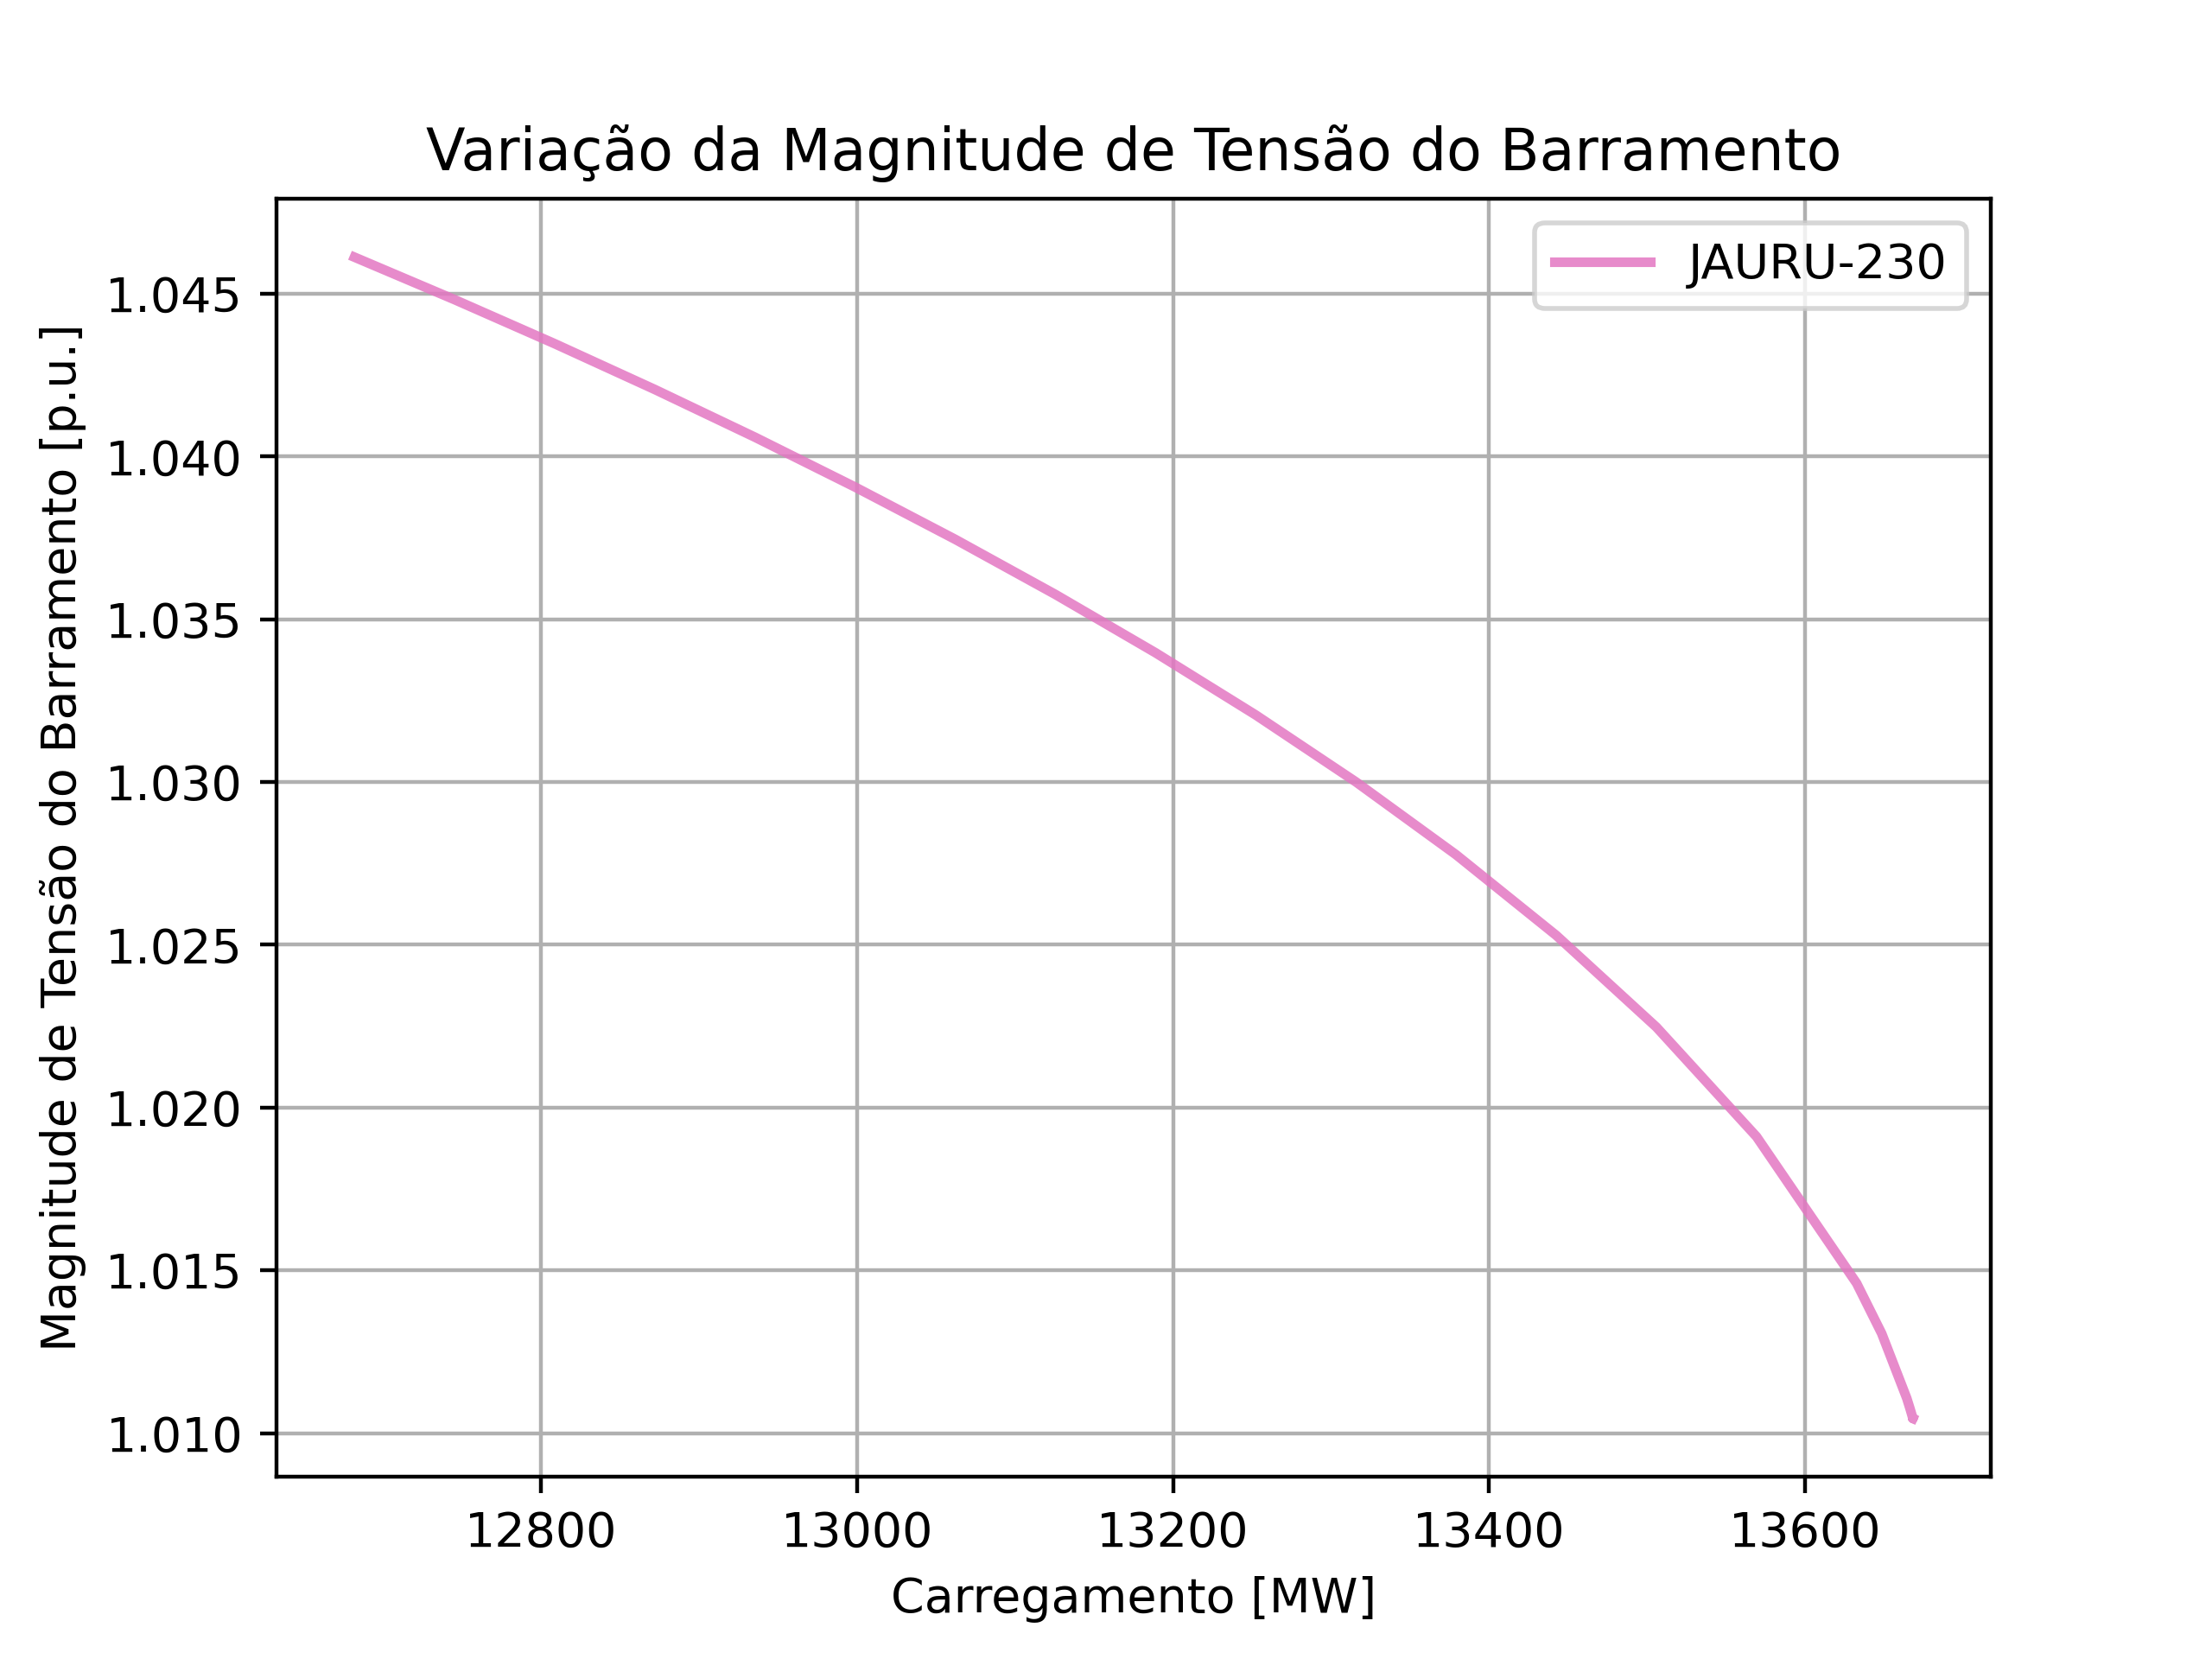 Variação da Magnitude de Tensão do Barramento
JAURU-230
Magnitude de Tensão do Barramento [p.u.]
1.045
1.040
1.035
1.030
1.025
1.020
1.015
1.010
12800 13000 13200 13400 13600
Carregamento [MW]